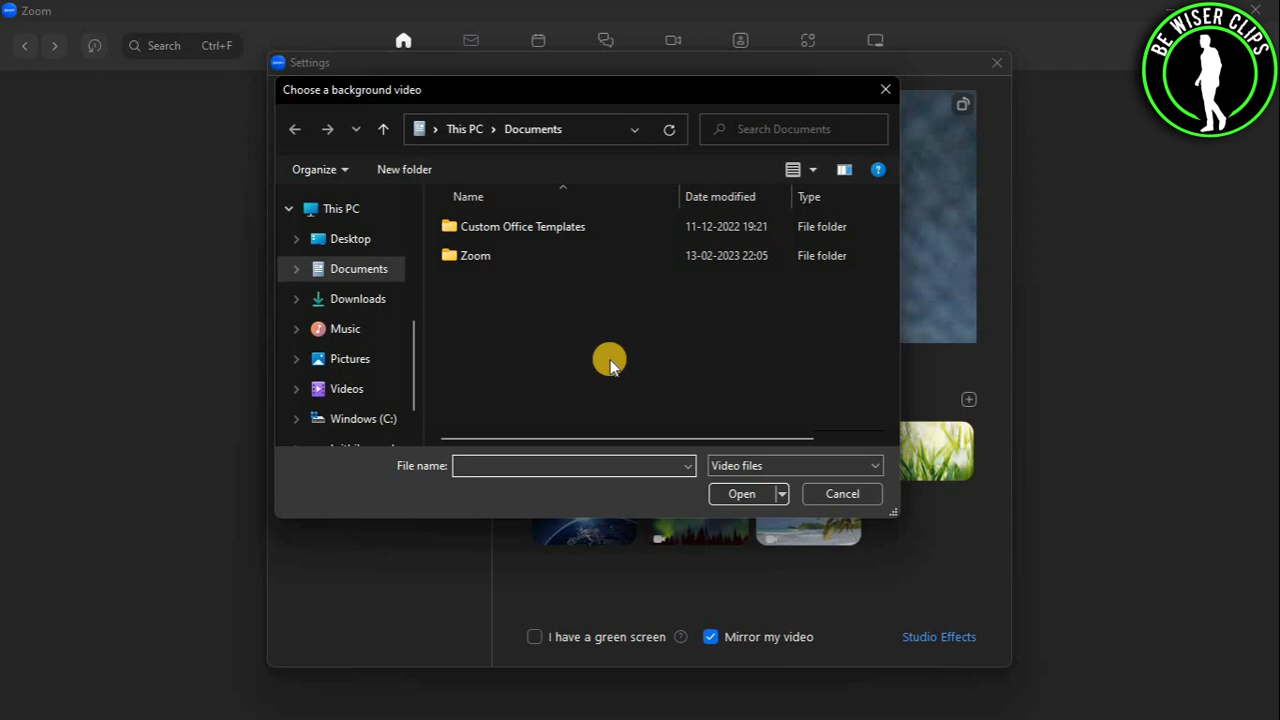 zoom Zoom
Search Ctrl+F
BE WISER CLIPS
Settings
Choose a background video
This PC Documents
Search Documents
Organize New folder
Name Date modified Type
This PC
Desktop
Documents
Downloads
Music
Pictures
Videos
Windows (C:)
Custom Office Templates 11-12-2022 19:21 File folder
Zoom 13-02-2023 22:05 File folder
File name: Video files
Open Cancel
I have a green screen ? Mirror my video Studio Effects